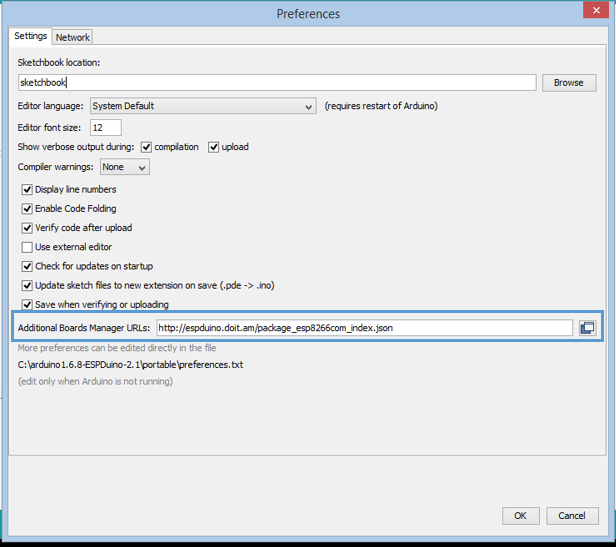 Preferences
Settings Network
Sketchbook location:
sketchbook Browse
Editor language: System Default (requires restart of Arduino)
Editor font size: 12
Show verbose output during: compilation upload
Compiler warnings: None
Display line numbers
Enable Code Folding
Verify code after upload
Use external editor
Check for updates on startup
Update sketch files to new extension on save (.pde -> .ino)
Save when verifying or uploading
Additional Boards Manager URLs: http://espduino.doit.am/package_esp8266com_index.json
More preferences can be edited directly in the file
C:\arduino1.6.8-ESPDuino-2.1\portable\preferences.txt
(edit only when Arduino is not running)
OK Cancel